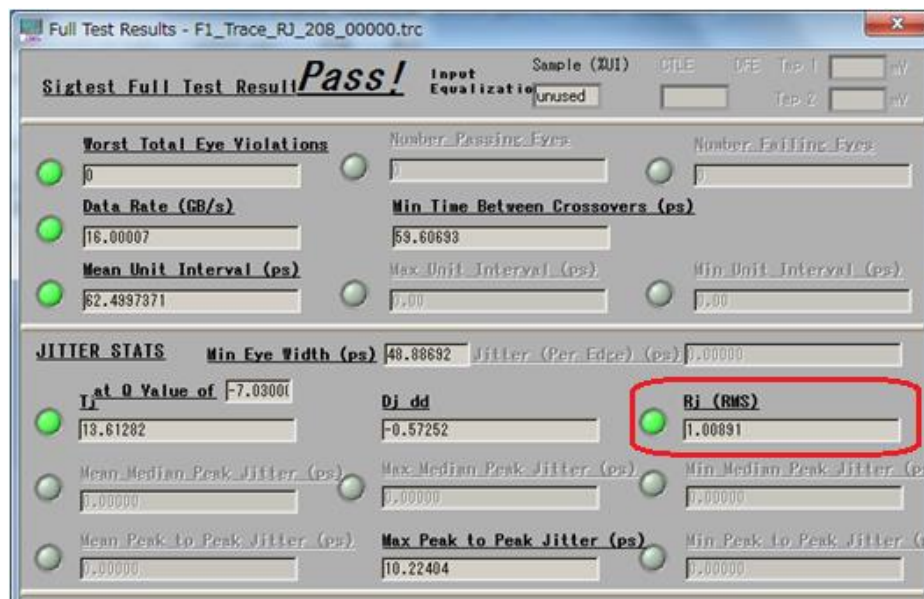 Full Test Results - F1_Trace_RJ_208_00000.trc
Sigtest Full Test Result Pass!
Input Equalizatio
Sample (%UI)
unused
CTLE DFE Tap 1 mV
Tap 2 mV
Worst Total Eye Violations Number Passing Eyes Number Failing Eyes
0 0 0
Data Rate (GB/s) Min Time Between Crossovers (ps)
16.00007 59.60693
Mean Unit Interval (ps) Max Unit Interval (ps) Min Unit Interval (ps)
62.4997371 0.00 0.00
JITTER STATS Min Eye Width (ps) 48.88692 Jitter (Per Edge) (ps) 0.00000
Tj at Q Value of -7.0300 Dj dd Rj (RMS)
13.61282 -0.57252 1.00891
Mean Median Peak Jitter (ps) Max Median Peak Jitter (ps) Min Median Peak Jitter (p
0.00000 0.00000 0.00000
Mean Peak to Peak Jitter (ps) Max Peak to Peak Jitter (ps) Min Peak to Peak Jitter (p
0.00000 10.22404 0.00000